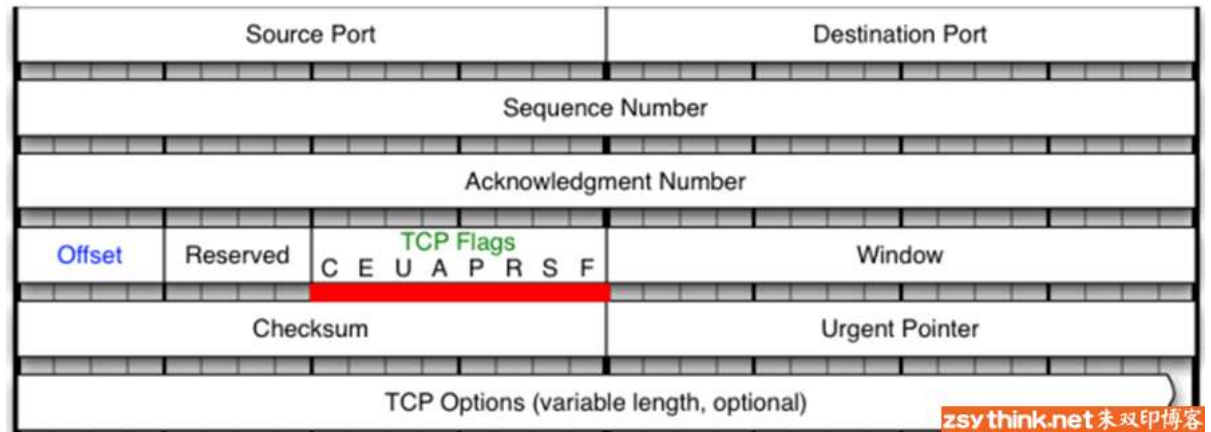 Source Port Destination Port
Sequence Number
Acknowledgment Number
Offset Reserved TCP Flags Window
C E U A P R S F
Checksum Urgent Pointer
TCP Options (variable length, optional)
zsythink.net朱双印博客